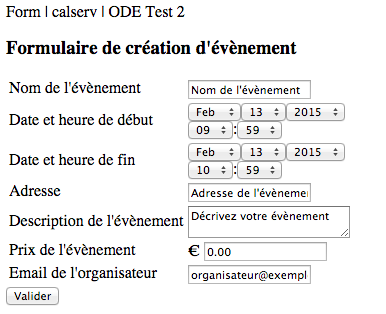 Form | calserv | ODE Test 2
Formulaire de création d'évènement
Nom de l'évènement Nom de l'évènement
Date et heure de début Feb 13 2015
09 : 59
Date et heure de fin Feb 13 2015
10 : 59
Adresse Adresse de l'évèneme
Description de l'évènement Décrivez votre évènement
Prix de l'évènement € 0.00
Email de l'organisateur organisateur@exempl
Valider